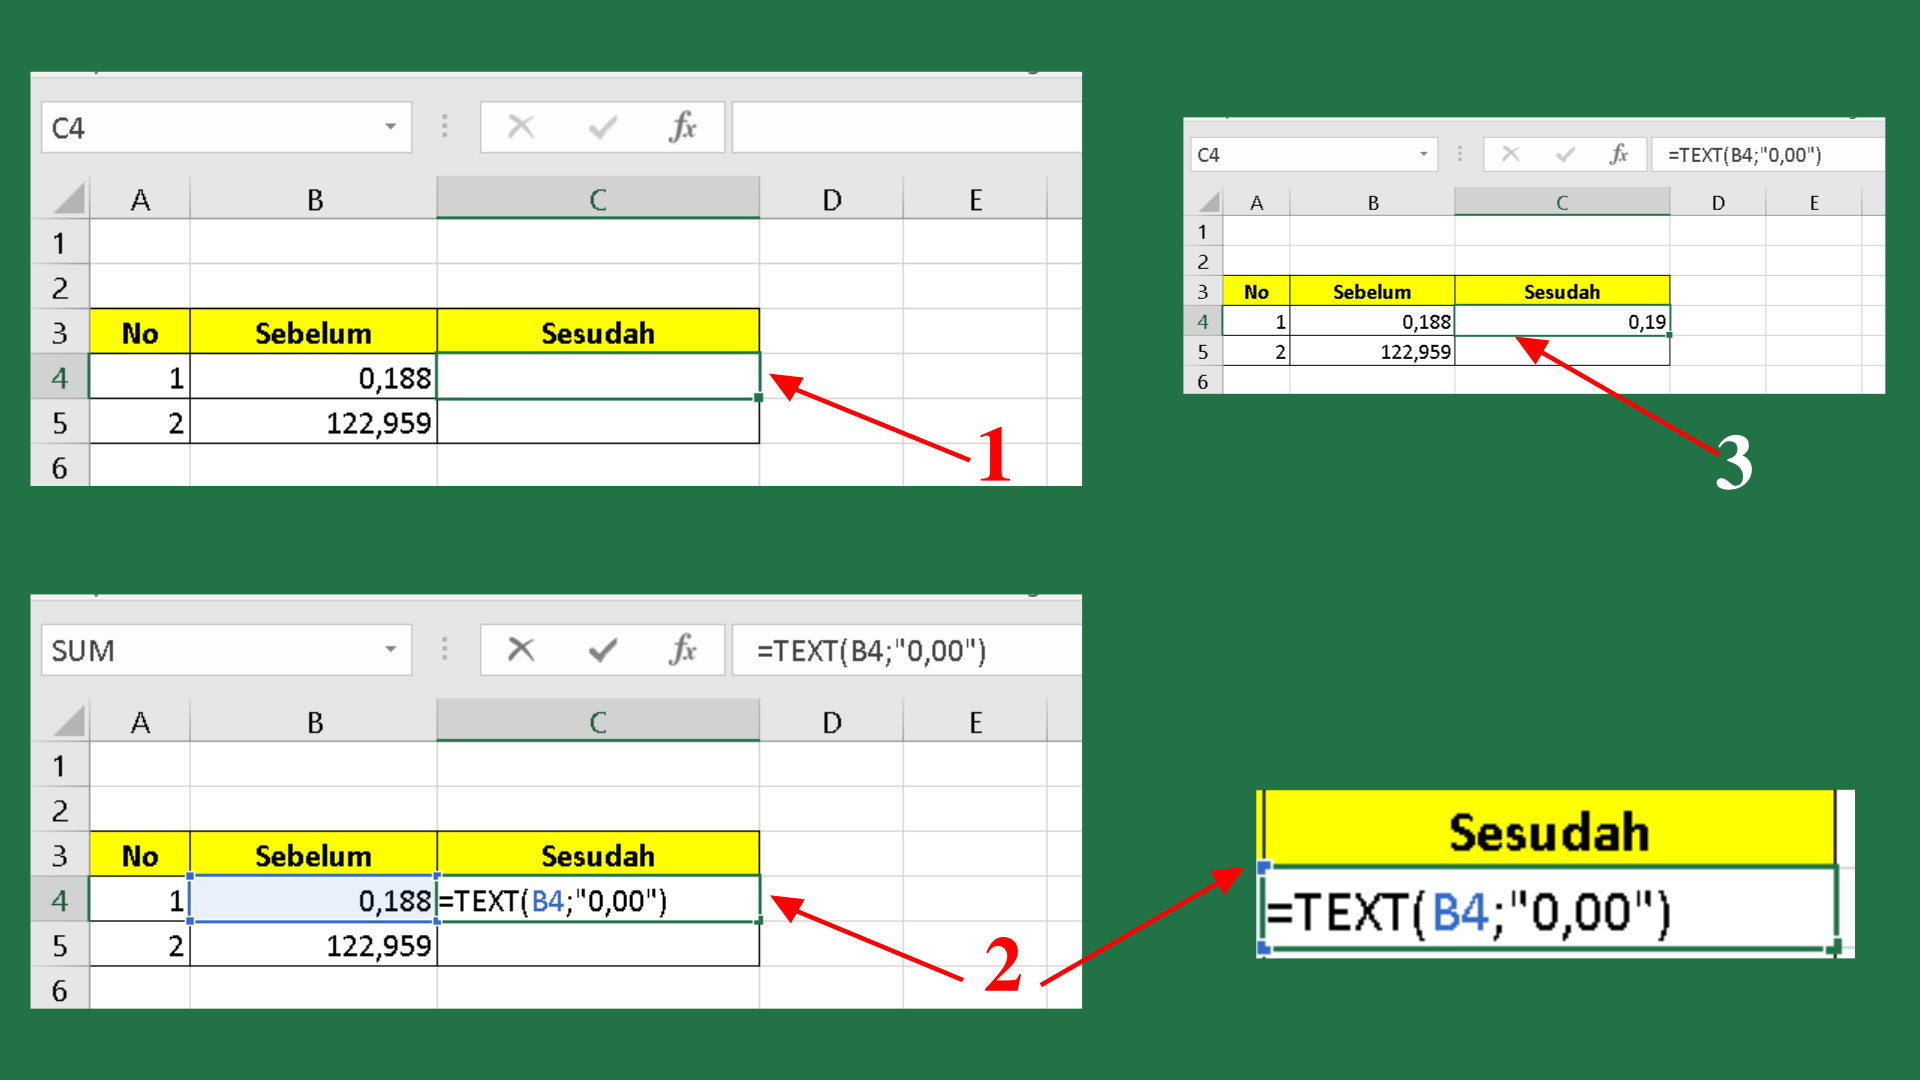 C4 fx
A B C D E
1
2
3 No Sebelum Sesudah
4 1 0,188
5 2 122,959
6
1
C4 fx =TEXT(B4;"0,00")
A B C D E
1
2
3 No Sebelum Sesudah
4 1 0,188 0,19
5 2 122,959
6
3
SUM fx =TEXT(B4;"0,00")
A B C D E
1
2
3 No Sebelum Sesudah
4 1 0,188 =TEXT(B4;"0,00")
5 2 122,959
6
2
Sesudah
=TEXT(B4;"0,00")